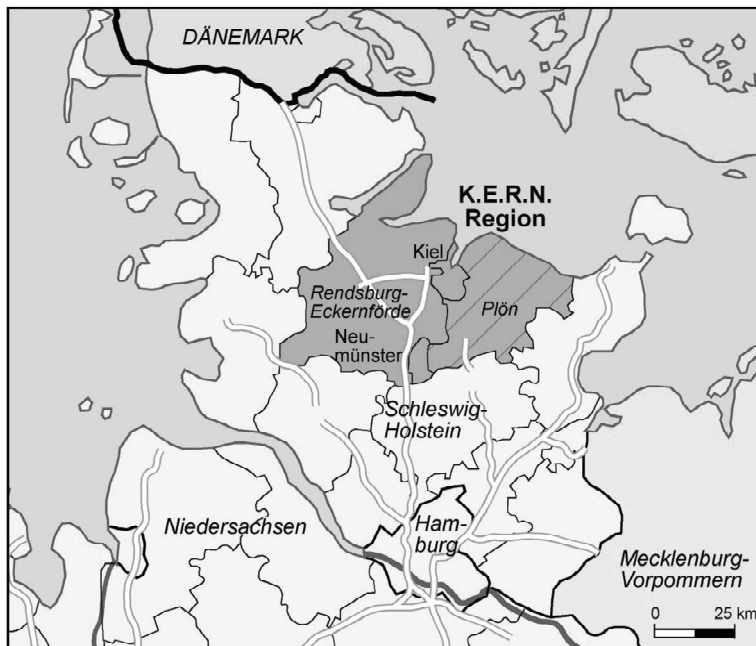 DÄNEMARK
K.E.R.N.
Region
Kiel
Rendsburg-
Eckernförde
Plön
Neu-
münster
Schleswig-
Holstein
Niedersachsen
Ham-
burg
Mecklenburg-
Vorpommern
0 25 km